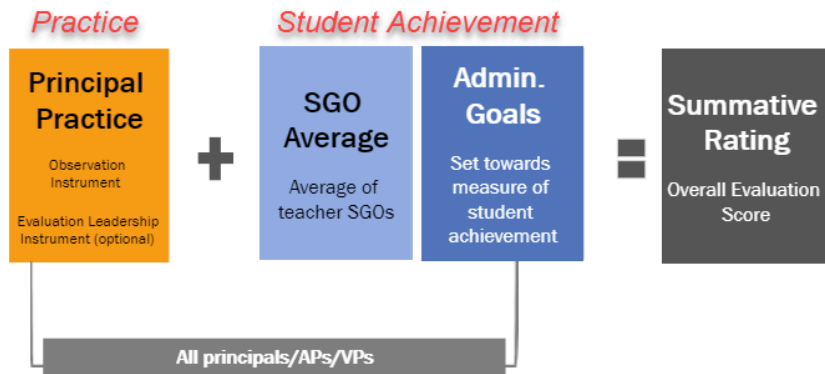 Practice
Student Achievement
Principal
Practice
Observation
Instrument
Evaluation Leadership
Instrument (optional)
SGO
Average
Average of
teacher SGOs
Admin.
Goals
Set towards
measure of
student
achievement
Summative
Rating
Overall Evaluation
Score
All principals/APs/VPs